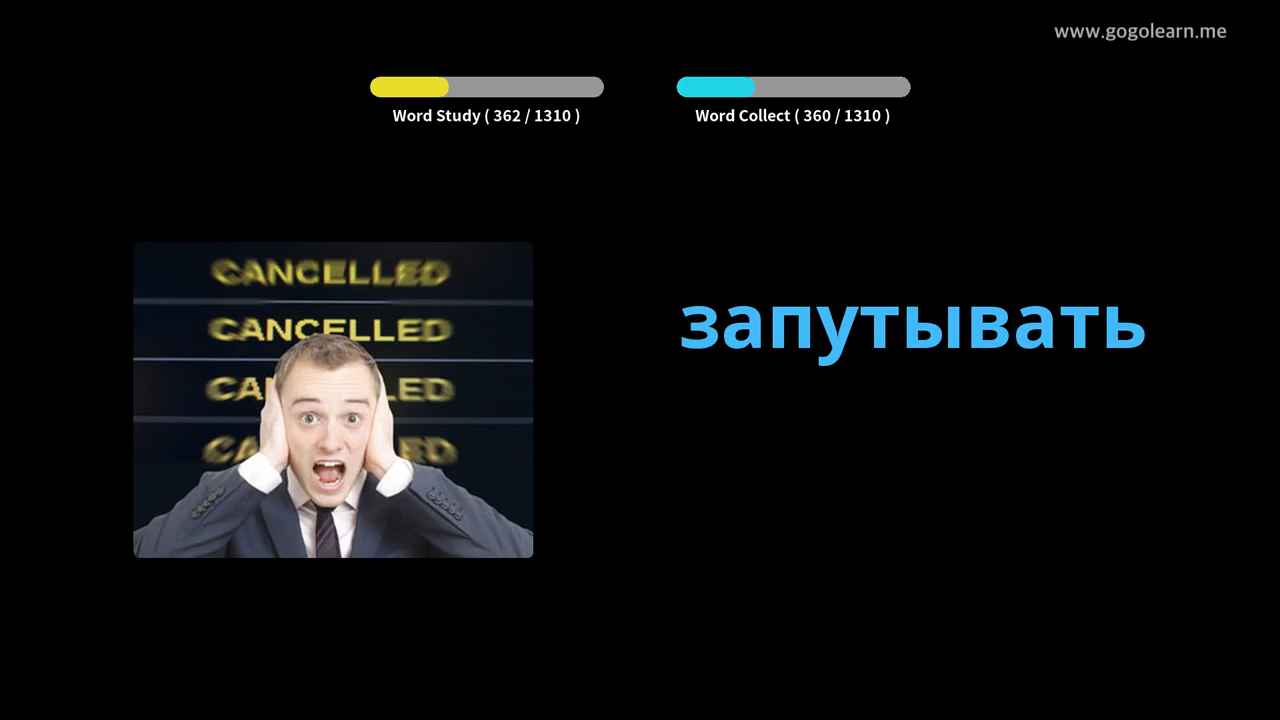 www.gogolearn.me
Word Study ( 362 / 1310 )
Word Collect ( 360 / 1310 )
CANCELLED
CANCELLED
запутывать